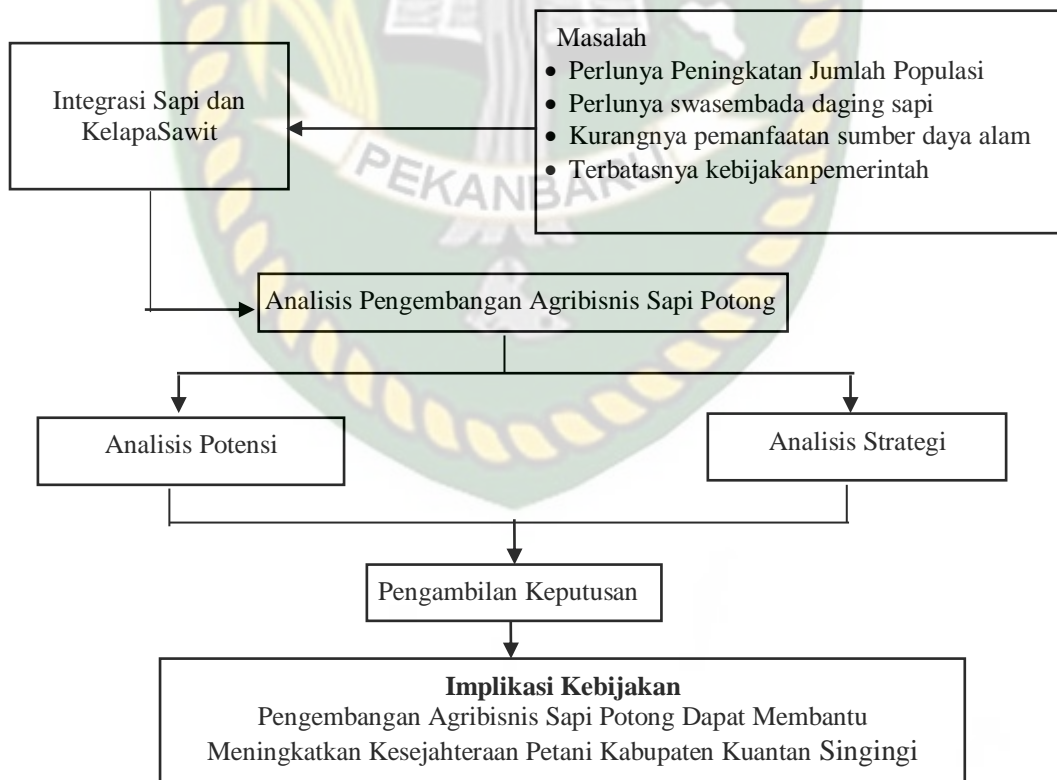 Masalah
• Perlunya Peningkatan Jumlah Populasi
• Perlunya swasembada daging sapi
• Kurangnya pemanfaatan sumber daya alam
• Terbatasnya kebijakanpemerintah
Integrasi Sapi dan
KelapaSawit
PEKANBARU
Analisis Pengembangan Agribisnis Sapi Potong
Analisis Potensi
Analisis Strategi
Pengambilan Keputusan
Implikasi Kebijakan
Pengembangan Agribisnis Sapi Potong Dapat Membantu
Meningkatkan Kesejahteraan Petani Kabupaten Kuantan Singingi